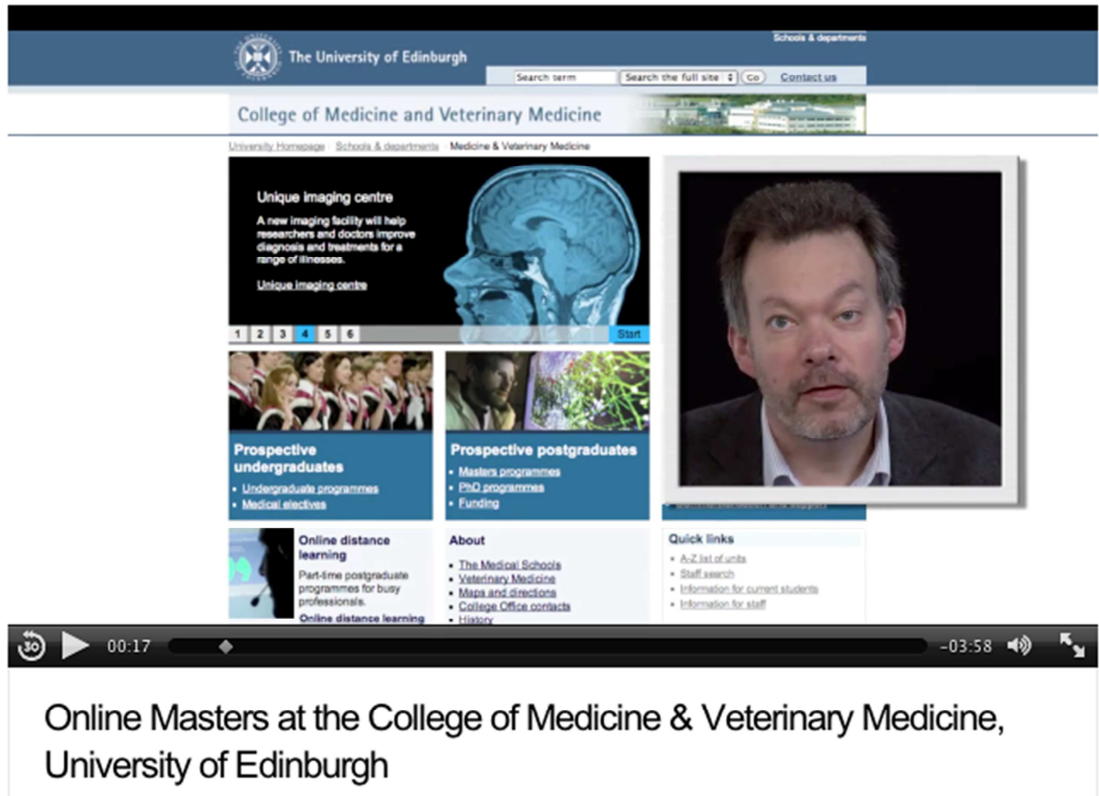 Schools & departments
The University of Edinburgh
Search term
Search the full site
Go
Contact us
College of Medicine and Veterinary Medicine
University Homepage
Schools & departments
Medicine & Veterinary Medicine
Unique imaging centre
A new imaging facility will help
researchers and doctors improve
diagnosis and treatments for a
range of illnesses.
Unique imaging centre
1 2 3 4 5 6
Start
Prospective
undergraduates
Undergraduate programmes
Medical electives
Prospective postgraduates
Masters programmes
PhD programmes
Funding
Online distance
learning
Part-time postgraduate
programmes for busy
professionals.
Online distance learning
About
The Medical Schools
Veterinary Medicine
Maps and directions
College Office contacts
History
Quick links
A-Z list of units
Staff search
Information for current students
Information for staff
30
00:17
-03:58
Online Masters at the College of Medicine & Veterinary Medicine,
University of Edinburgh